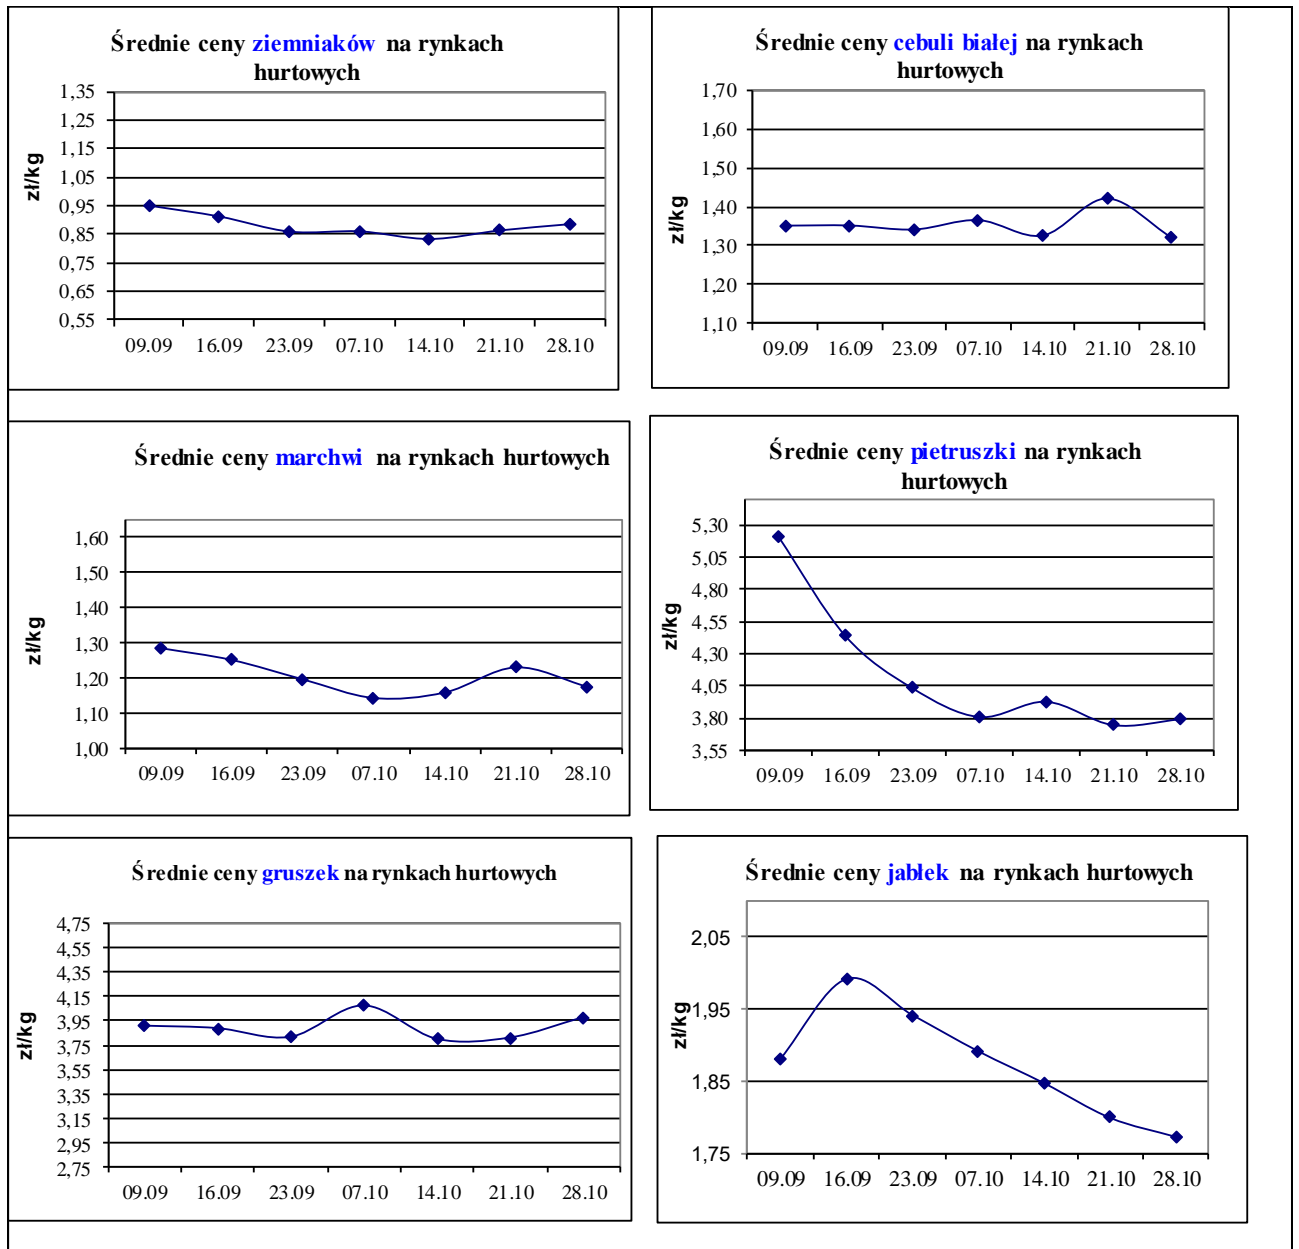 Średnie ceny ziemniaków na rynkach
hurtowych
zł/kg
1,35
1,25
1,15
1,05
0,95
0,85
0,75
0,65
0,55
09.09 16.09 23.09 07.10 14.10 21.10 28.10
Średnie ceny cebuli białej na rynkach
hurtowych
zł/kg
1,70
1,60
1,50
1,40
1,30
1,20
1,10
09.09 16.09 23.09 07.10 14.10 21.10 28.10
Średnie ceny marchwi na rynkach hurtowych
zł/kg
1,60
1,50
1,40
1,30
1,20
1,10
1,00
09.09 16.09 23.09 07.10 14.10 21.10 28.10
Średnie ceny pietruszki na rynkach
hurtowych
zł/kg
5,30
5,05
4,80
4,55
4,30
4,05
3,80
3,55
09.09 16.09 23.09 07.10 14.10 21.10 28.10
Średnie ceny gruszek na rynkach hurtowych
zł/kg
4,75
4,55
4,35
4,15
3,95
3,75
3,55
3,35
3,15
2,95
2,75
09.09 16.09 23.09 07.10 14.10 21.10 28.10
Średnie ceny jabłek na rynkach hurtowych
zł/kg
2,05
1,95
1,85
1,75
09.09 16.09 23.09 07.10 14.10 21.10 28.10